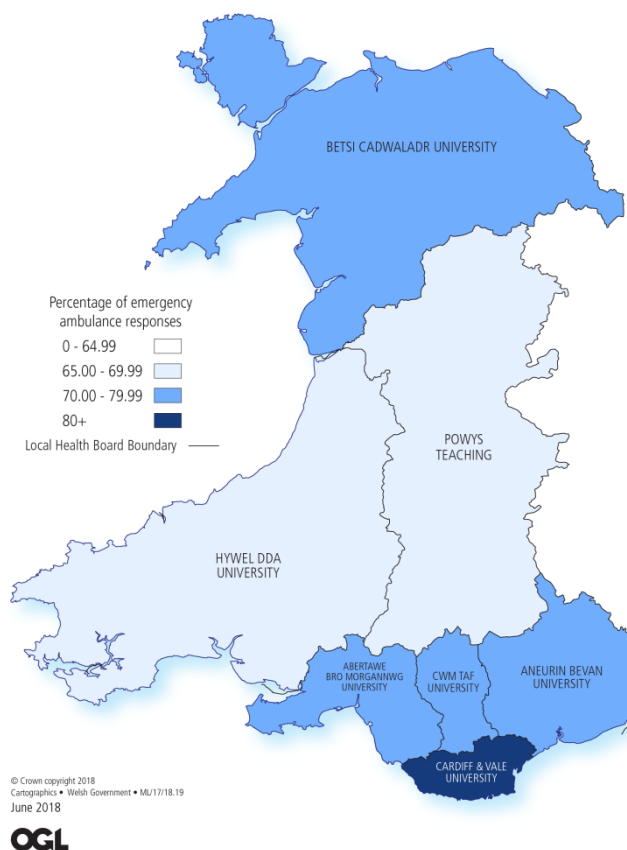 BETSI CADWALADR UNIVERSITY
Percentage of emergency
ambulance responses
0 - 64.99
65.00 - 69.99
70.00 - 79.99
80+
Local Health Board Boundary
POWYS
TEACHING
HYWEL DDA
UNIVERSITY
ABERTAWE
BRO MORGANNWG
UNIVERSITY
CWM TAF
UNIVERSITY
ANEURIN BEVAN
UNIVERSITY
CARDIFF & VALE
UNIVERSITY
© Crown copyright 2018
Cartographics • Welsh Government • ML/17/18.19
June 2018
OGL